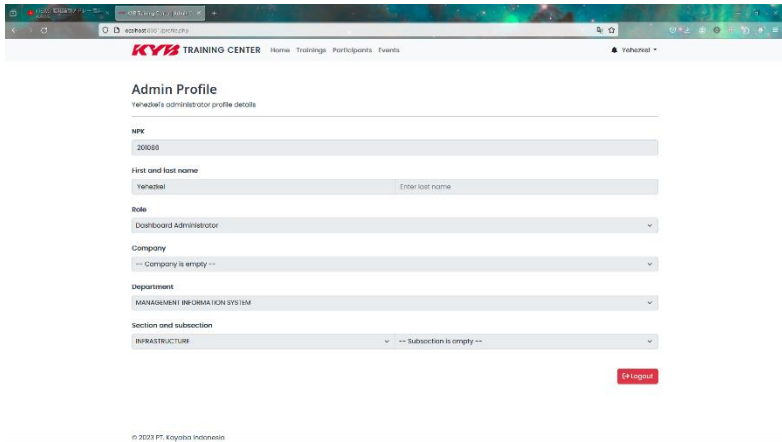 KYB TRAINING CENTER Home Trainings Participants Events Yehezkiel
Admin Profile
Yehezkiel's administrator profile details
NPK
201086
First and last name
Yehezkiel Enter last name
Role
Dashboard Administrator
Company
-- Company is empty --
Department
MANAGEMENT INFORMATION SYSTEM
Section and subsection
INFRASTRUCTURE -- Subsection is empty --
Logout
© 2023 PT. Kayaba Indonesia